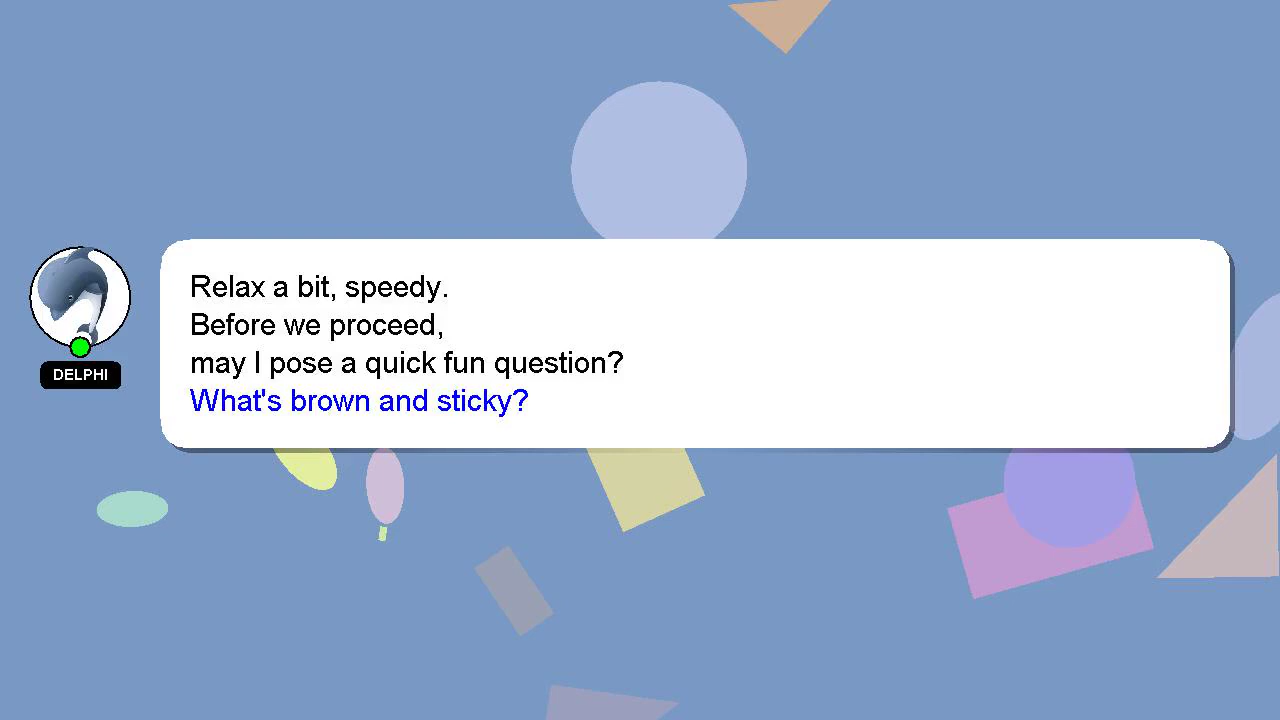 Relax a bit, speedy.
Before we proceed,
may I pose a quick fun question?
What's brown and sticky?
DELPHI